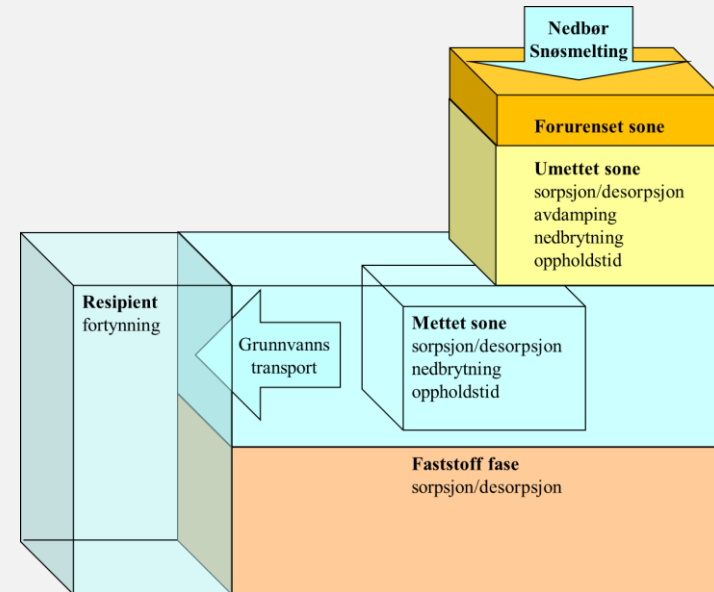 Nedbør
Snøsmelting
Forurenset sone
Umettet sone
sorpsjon/desorpsjon
avdamping
nedbrytning
oppholdstid
Resipient
fortynning
Grunnvanns
transport
Mettet sone
sorpsjon/desorpsjon
nedbrytning
oppholdstid
Faststoff fase
sorpsjon/desorpsjon